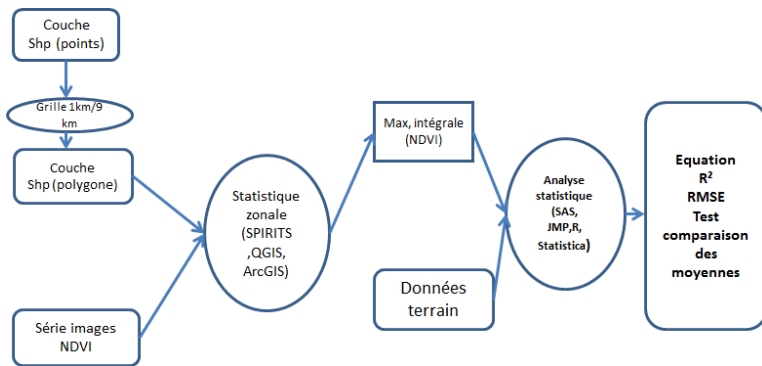 Couche
Shp (points)
Grille 1km/9
km
Couche
Shp (polygone)
Série images
NDVI
Statistique
zonale
(SPIRITS
,QGIS,
ArcGIS)
Max, intégrale
(NDVI)
Données
terrain
Analyse
statistique
(SAS,
JMP,R,
Statistica)
Equation
R²
RMSE
Test
comparaison
des
moyennes